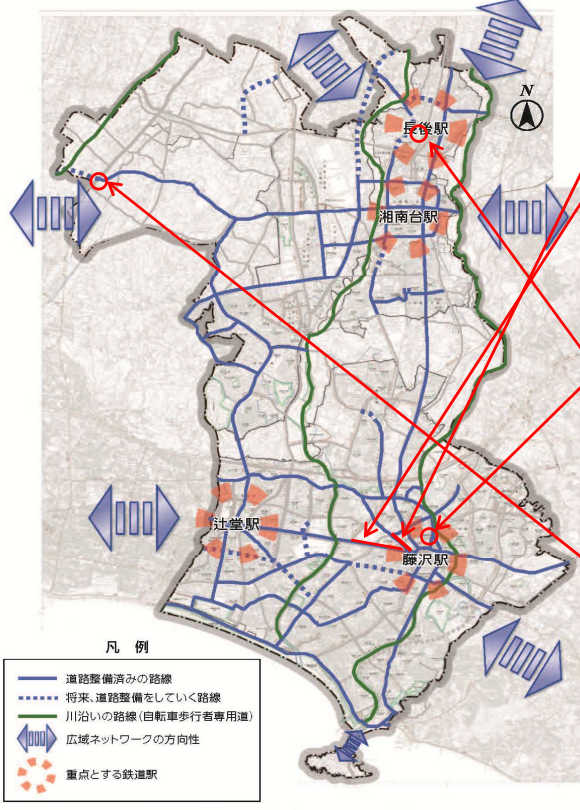 N
長後駅
湘南台駅
辻堂駅
藤沢駅
凡 例
道路整備済みの路線
将来、道路整備をしていく路線
川沿いの路線(自転車歩行者専用道)
広域ネットワークの方向性
重点とする鉄道駅